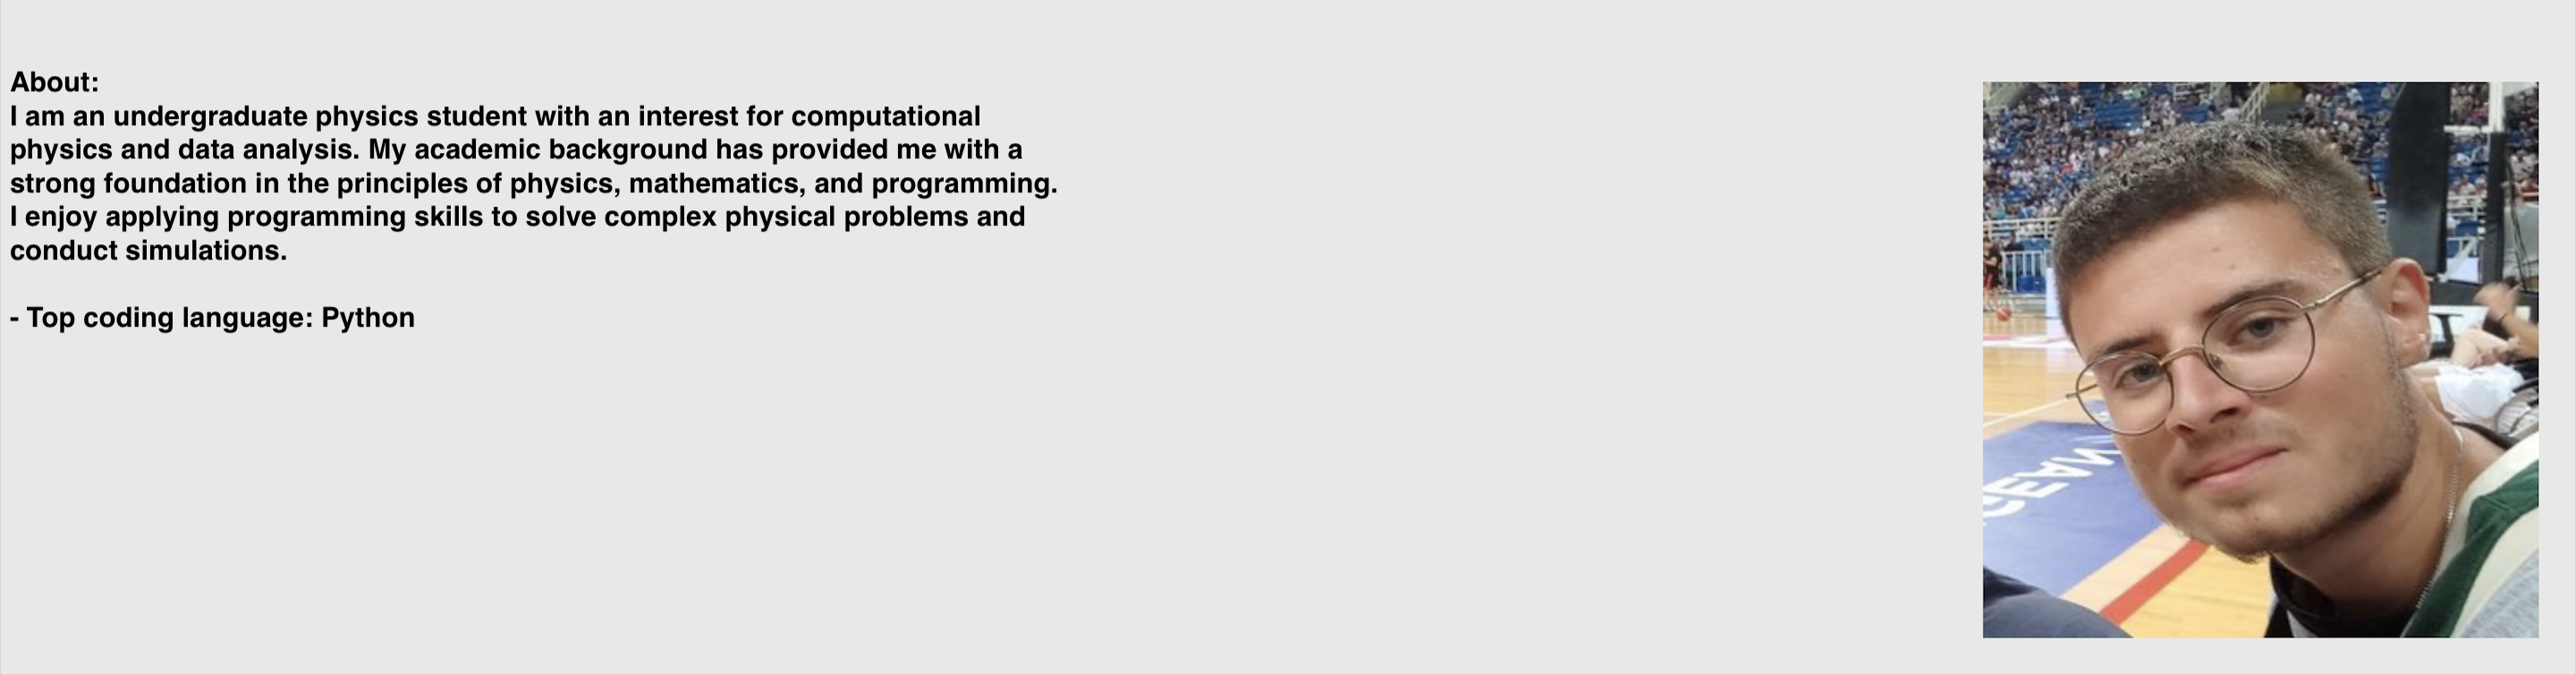 About:
I am an undergraduate physics student with an interest for computational
physics and data analysis. My academic background has provided me with a
strong foundation in the principles of physics, mathematics, and programming.
I enjoy applying programming skills to solve complex physical problems and
conduct simulations.
- Top coding language: Python